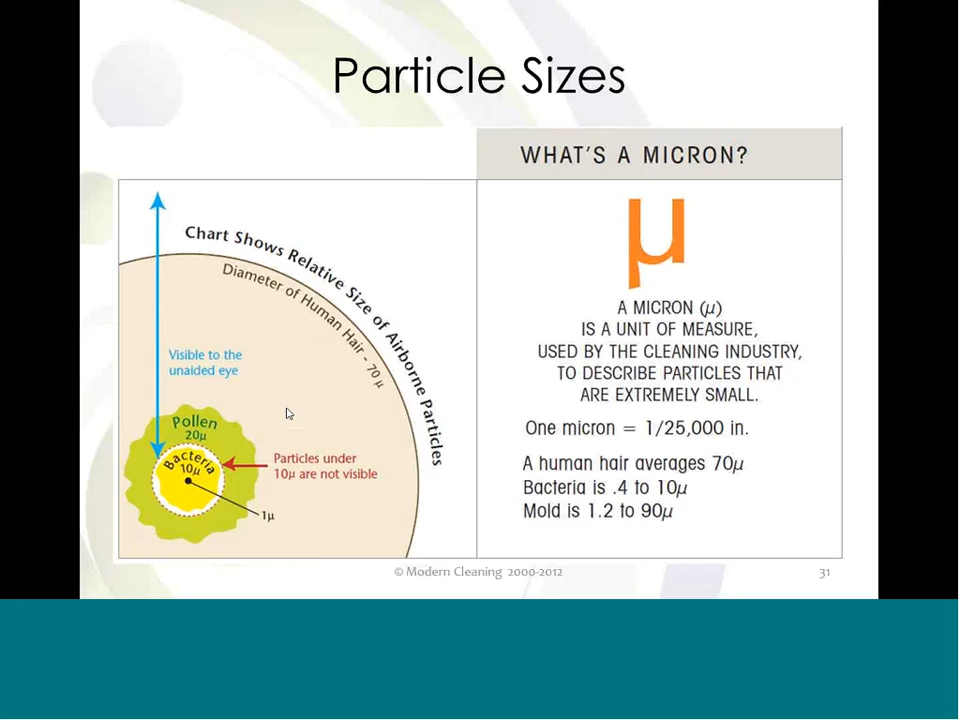 Particle Sizes
WHAT'S A MICRON?
Chart Shows Relative Size of Airborne Particles
Diameter of Human Hair - 70 µ
Visible to the
unaided eye
Pollen
20µ
Bacteria
10µ
Particles under
10µ are not visible
1µ
µ
A MICRON (µ)
IS A UNIT OF MEASURE,
USED BY THE CLEANING INDUSTRY,
TO DESCRIBE PARTICLES THAT
ARE EXTREMELY SMALL.
One micron = 1/25,000 in.
A human hair averages 70µ
Bacteria is .4 to 10µ
Mold is 1.2 to 90µ
© Modern Cleaning 2000-2012
31